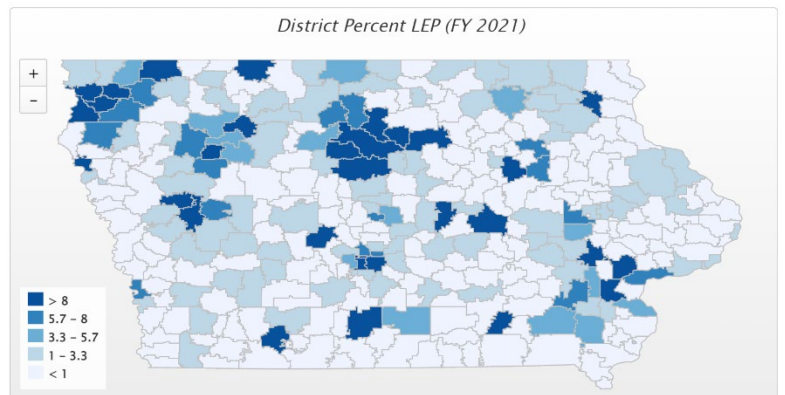 District Percent LEP (FY 2021)
+
–
> 8
5.7 – 8
3.3 – 5.7
1 – 3.3
< 1